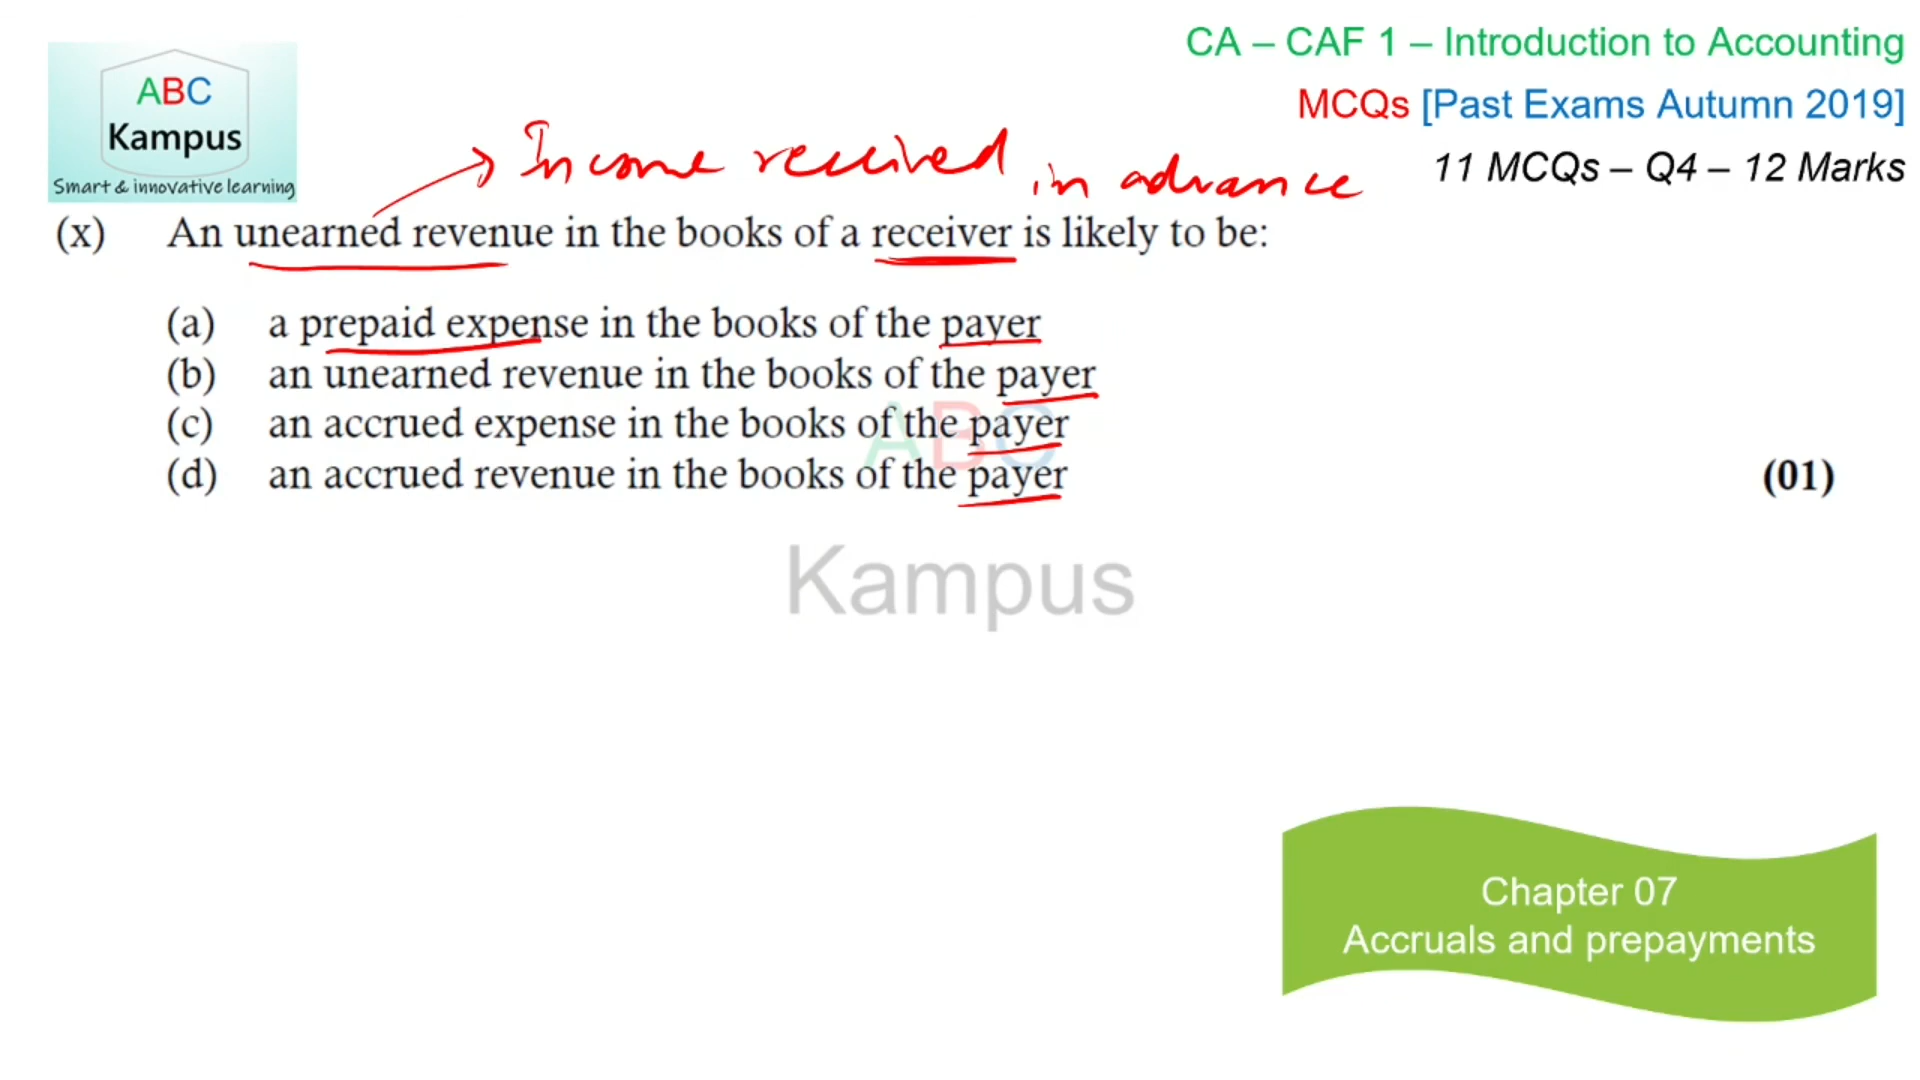 CA – CAF 1 – Introduction to Accounting
MCQs [Past Exams Autumn 2019]
11 MCQs – Q4 – 12 Marks
ABC
Kampus
Smart & innovative learning
Income received in advance
(x) An unearned revenue in the books of a receiver is likely to be:
(a) a prepaid expense in the books of the payer
(b) an unearned revenue in the books of the payer
(c) an accrued expense in the books of the payer
(d) an accrued revenue in the books of the payer (01)
ABC
Kampus
Chapter 07
Accruals and prepayments